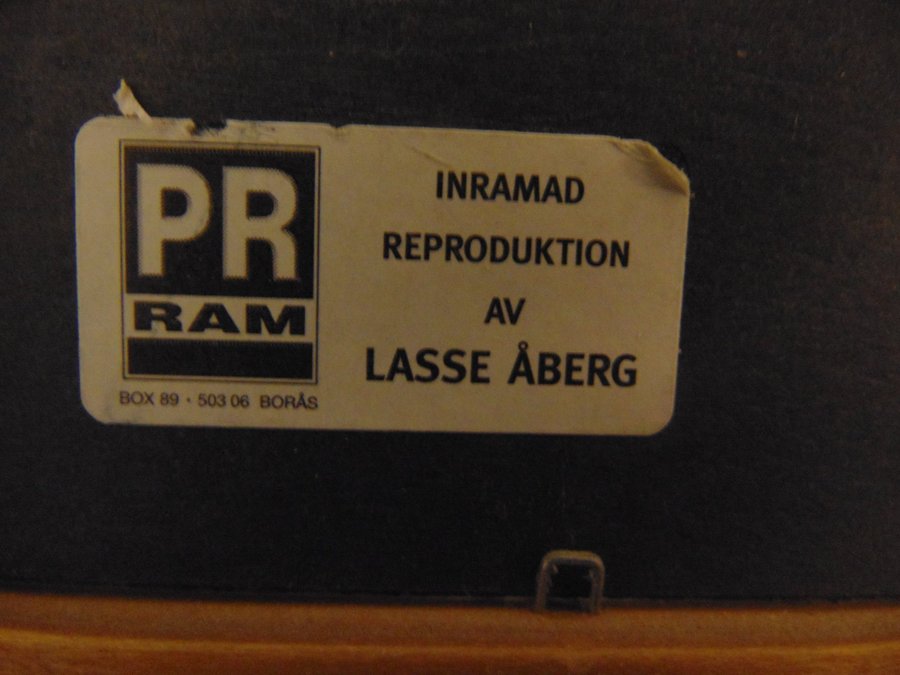 PR
RAM
BOX 89 · 503 06 BORÅS
INRAMAD
REPRODUKTION
AV
LASSE ÅBERG